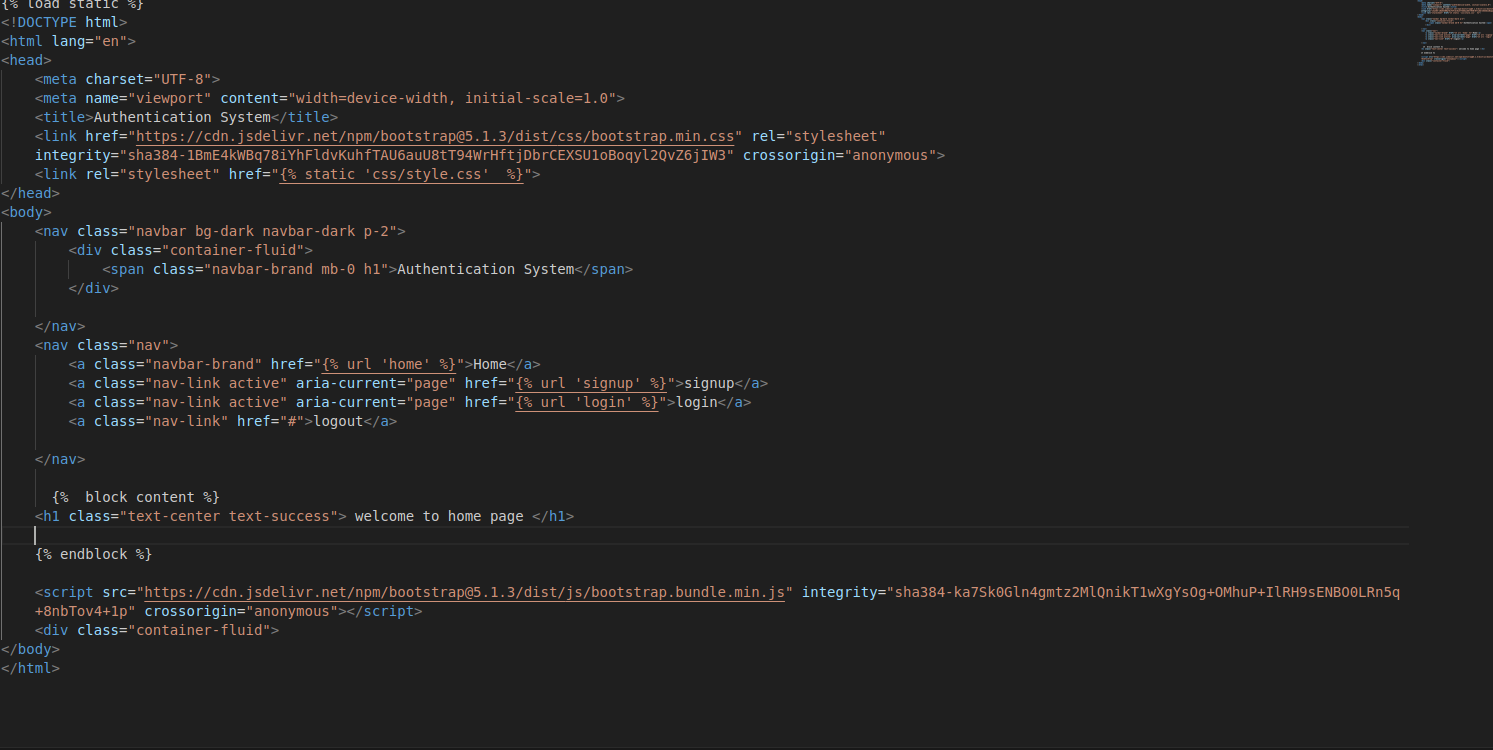 {% load static %}
<!DOCTYPE html>
<html lang="en">
<head>
    <meta charset="UTF-8">
    <meta name="viewport" content="width=device-width, initial-scale=1.0">
    <title>Authentication System</title>
    <link href="https://cdn.jsdelivr.net/npm/bootstrap@5.1.3/dist/css/bootstrap.min.css" rel="stylesheet"
    integrity="sha384-1BmE4kWBq78iYhFldvKuhfTAU6auU8tT94WrHftjDbrCEXSU1oBoqyl2QvZ6jIW3" crossorigin="anonymous">
    <link rel="stylesheet" href="{% static 'css/style.css'  %}">
</head>
<body>
    <nav class="navbar bg-dark navbar-dark p-2">
        <div class="container-fluid">
            <span class="navbar-brand mb-0 h1">Authentication System</span>
        </div>
    </nav>
    <nav class="nav">
        <a class="navbar-brand" href="{% url 'home' %}">Home</a>
        <a class="nav-link active" aria-current="page" href="{% url 'signup' %}">signup</a>
        <a class="nav-link active" aria-current="page" href="{% url 'login' %}">login</a>
        <a class="nav-link" href="#">logout</a>
    </nav>
      {%  block content %}
    <h1 class="text-center text-success"> welcome to home page </h1>
    {% endblock %}
    <script src="https://cdn.jsdelivr.net/npm/bootstrap@5.1.3/dist/js/bootstrap.bundle.min.js" integrity="sha384-ka7Sk0Gln4gmtz2MlQnikT1wXgYsOg+OMhuP+IlRH9sENBO0LRn5q
    +8nbTov4+1p" crossorigin="anonymous"></script>
    <div class="container-fluid">
</body>
</html>